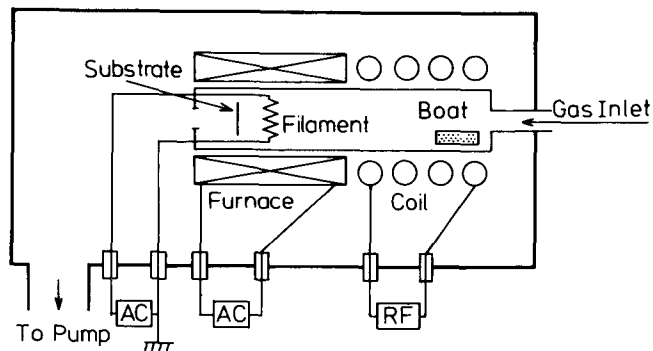 Substrate
Filament
Boat
Gas Inlet
Furnace
Coil
AC
AC
RF
To Pump